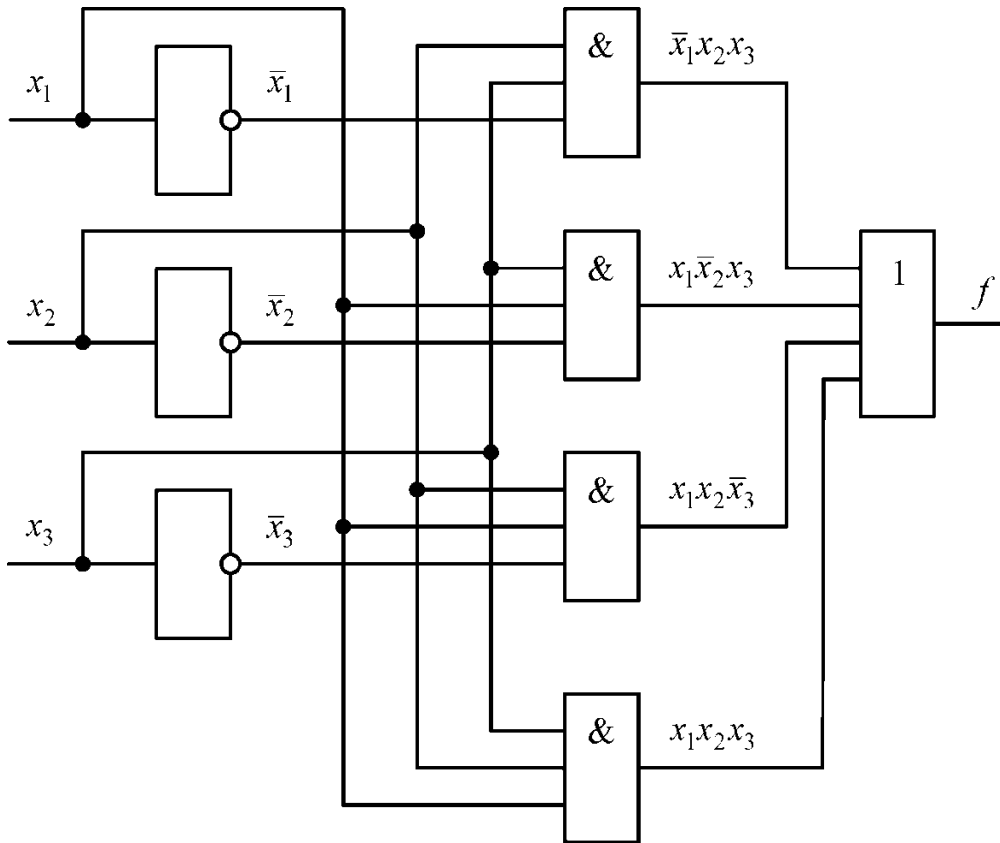 x₁
x̄₁
&
x̄₁x₂x₃
x₂
x̄₂
&
x₁x̄₂x₃
1
f
x₃
x̄₃
&
x₁x₂x̄₃
&
x₁x₂x₃